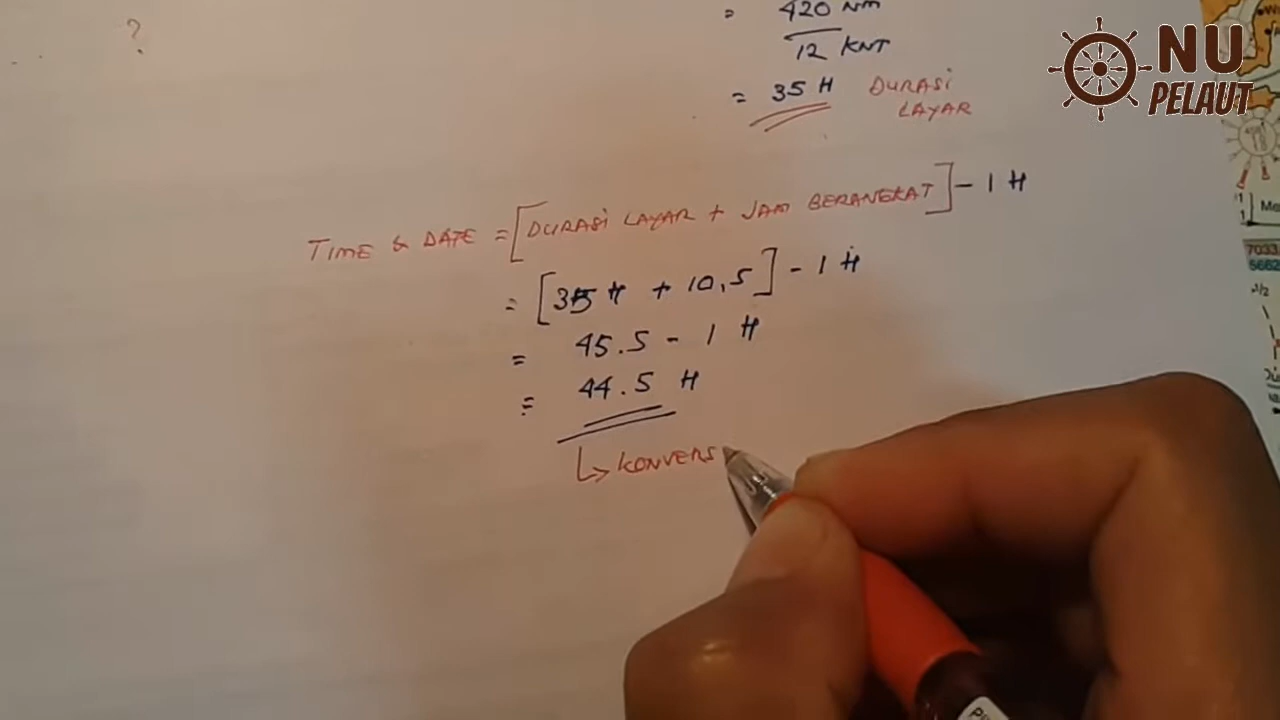 ?
= 420 NM
12 KNT
= 35 H DURASI
LAYAR
TIME & DATE = [DURASI LAYAR + JAM BERANGKAT] - 1 H
= [35 H + 10,5] - 1 H
= 45.5 - 1 H
= 44.5 H
↳ KONVERS
NU
PELAUT
7033